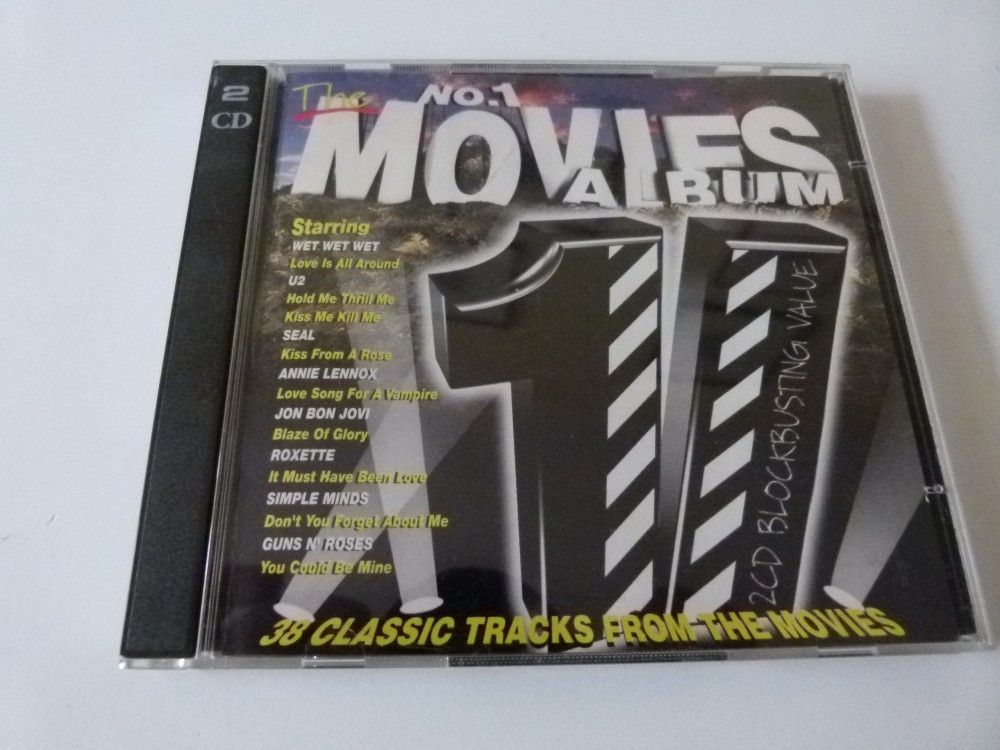 2
CD
The
NO.1
MOVIES
ALBUM
Starring
WET WET WET
Love Is All Around
U2
Hold Me Thrill Me
Kiss Me Kill Me
SEAL
Kiss From A Rose
ANNIE LENNOX
Love Song For A Vampire
JON BON JOVI
Blaze Of Glory
ROXETTE
It Must Have Been Love
SIMPLE MINDS
Don't You Forget About Me
GUNS N' ROSES
You Could Be Mine
2CD BLOCKBUSTING VALUE
38 CLASSIC TRACKS FROM THE MOVIES